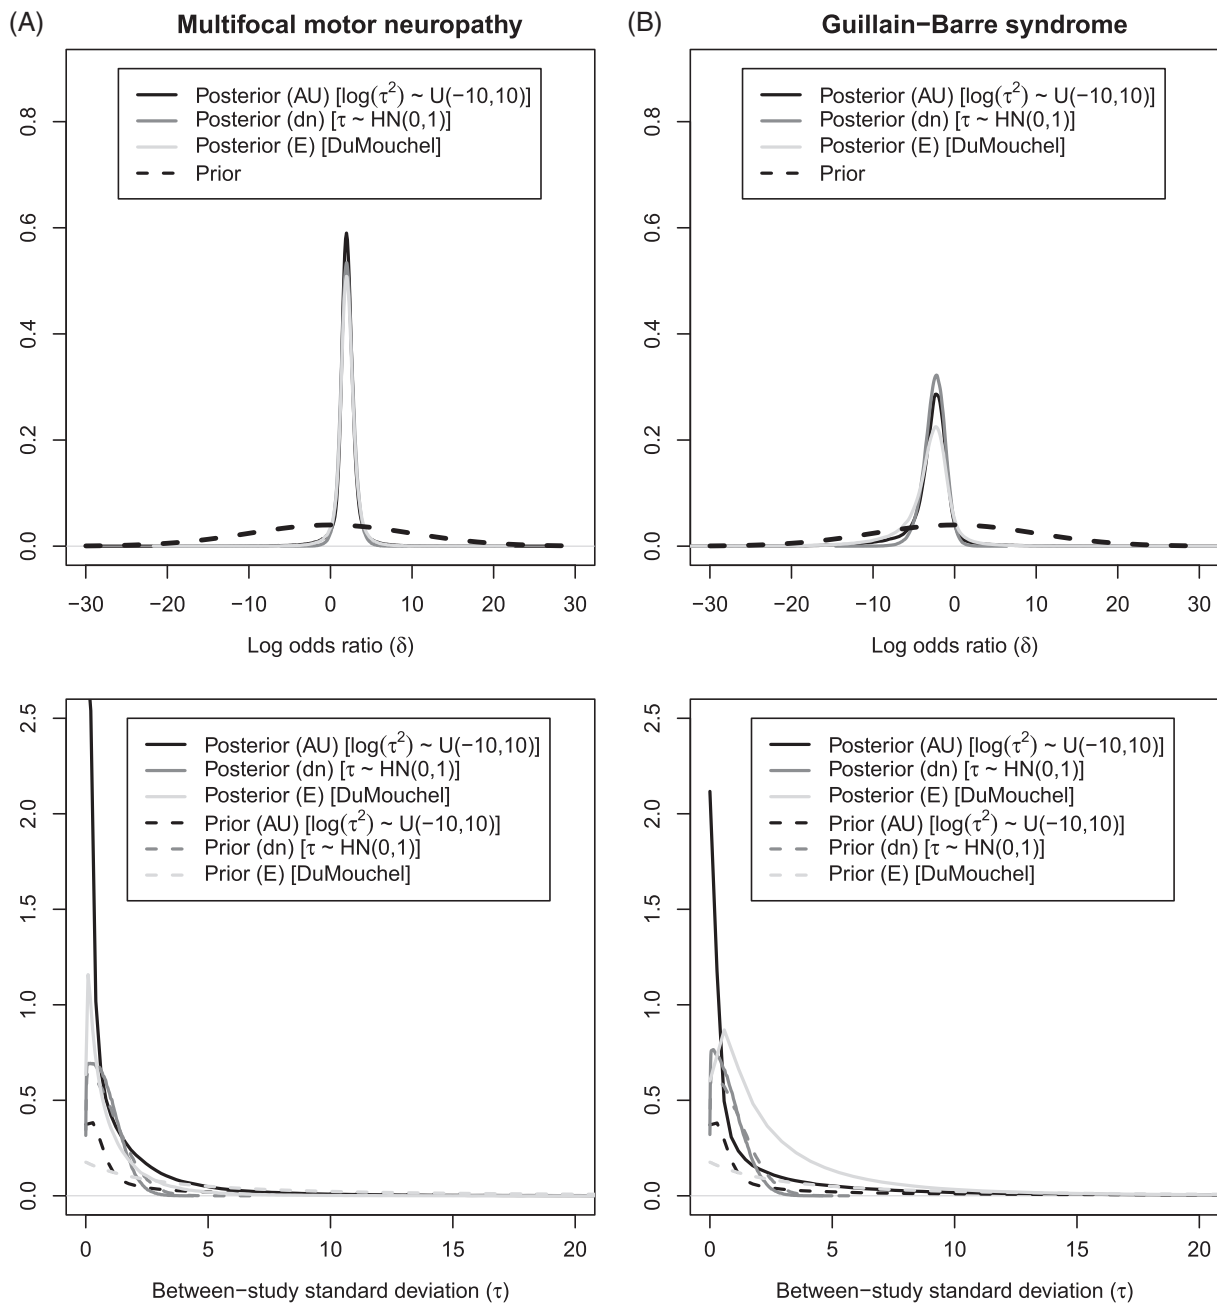 (A)
Multifocal motor neuropathy
Posterior (AU) [log(τ²) ~ U(−10,10)]
Posterior (dn) [τ ~ HN(0,1)]
Posterior (E) [DuMouchel]
Prior
0.8
0.6
0.4
0.2
0.0
−30 −20 −10 0 10 20 30
Log odds ratio (δ)
(B)
Guillain−Barre syndrome
Posterior (AU) [log(τ²) ~ U(−10,10)]
Posterior (dn) [τ ~ HN(0,1)]
Posterior (E) [DuMouchel]
Prior
0.8
0.6
0.4
0.2
0.0
−30 −20 −10 0 10 20 30
Log odds ratio (δ)
Posterior (AU) [log(τ²) ~ U(−10,10)]
Posterior (dn) [τ ~ HN(0,1)]
Posterior (E) [DuMouchel]
Prior (AU) [log(τ²) ~ U(−10,10)]
Prior (dn) [τ ~ HN(0,1)]
Prior (E) [DuMouchel]
2.5
2.0
1.5
1.0
0.5
0.0
0 5 10 15 20
Between−study standard deviation (τ)
Posterior (AU) [log(τ²) ~ U(−10,10)]
Posterior (dn) [τ ~ HN(0,1)]
Posterior (E) [DuMouchel]
Prior (AU) [log(τ²) ~ U(−10,10)]
Prior (dn) [τ ~ HN(0,1)]
Prior (E) [DuMouchel]
2.5
2.0
1.5
1.0
0.5
0.0
0 5 10 15 20
Between−study standard deviation (τ)